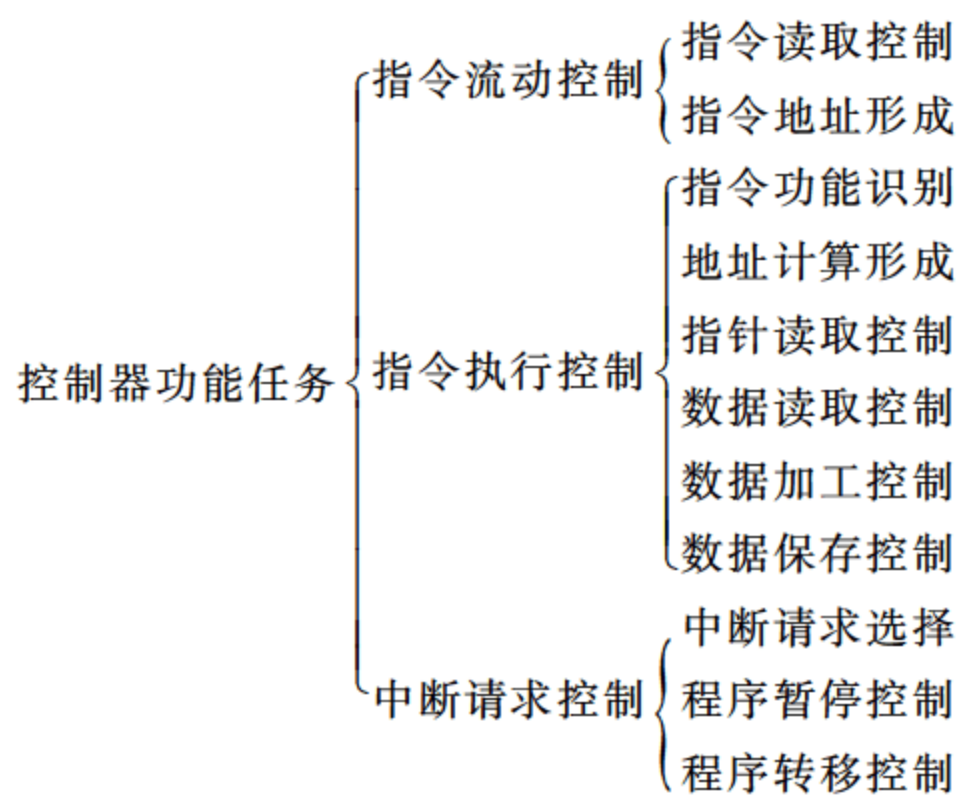 控制器功能任务
指令流动控制
指令读取控制
指令地址形成
指令执行控制
指令功能识别
地址计算形成
指针读取控制
数据读取控制
数据加工控制
数据保存控制
中断请求控制
中断请求选择
程序暂停控制
程序转移控制